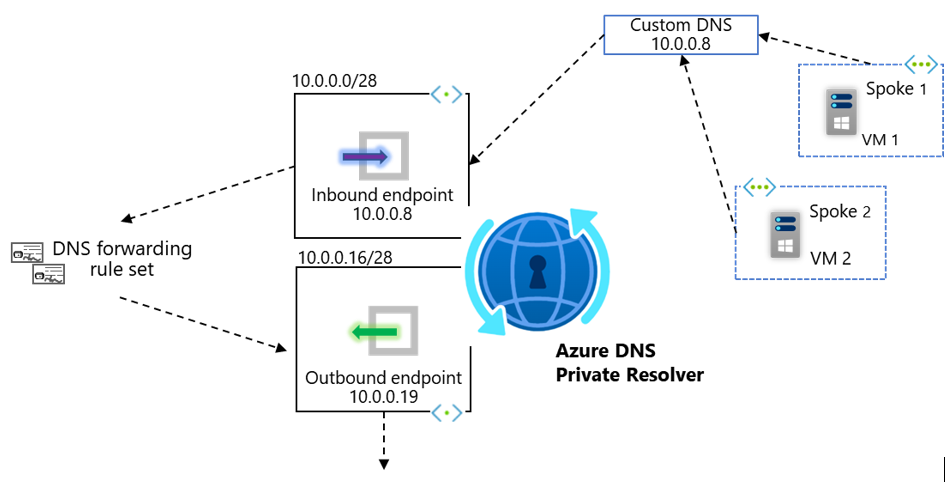 Custom DNS
10.0.0.8
Spoke 1
VM 1
10.0.0.0/28
Inbound endpoint
10.0.0.8
Spoke 2
VM 2
DNS forwarding
rule set
10.0.0.16/28
Outbound endpoint
10.0.0.19
Azure DNS
Private Resolver